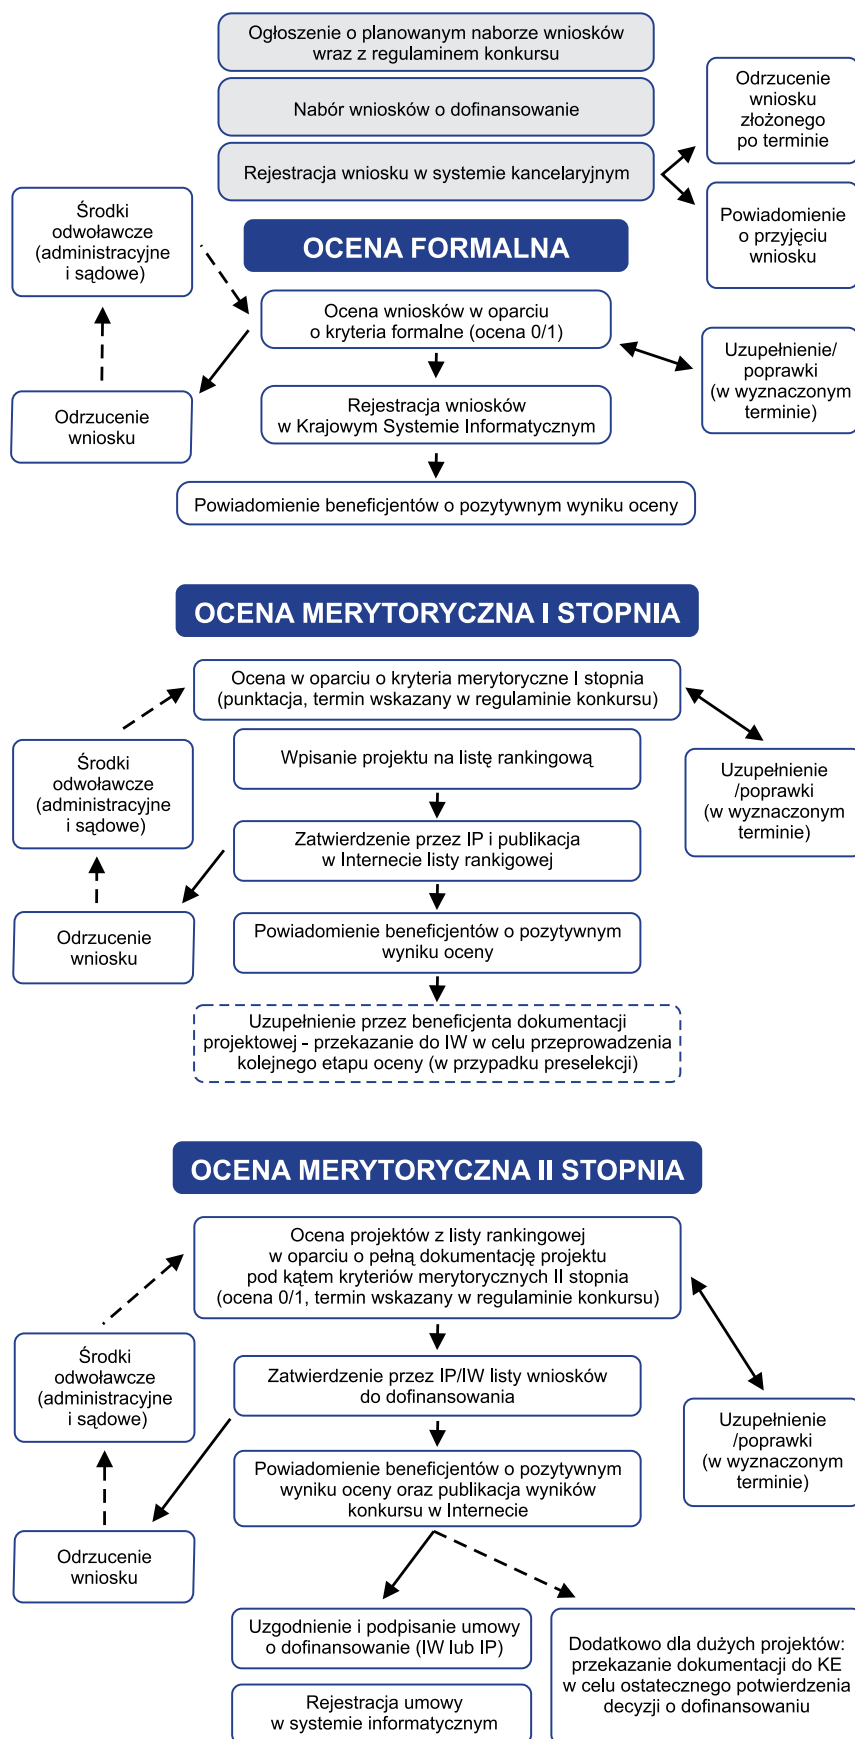 Ogłoszenie o planowanym naborze wniosków
wraz z regulaminem konkursu
Nabór wniosków o dofinansowanie
Rejestracja wniosku w systemie kancelaryjnym
Odrzucenie
wniosku
złożonego
po terminie
Powiadomienie
o przyjęciu
wniosku
Środki
odwoławcze
(administracyjne
i sądowe)
OCENA FORMALNA
Ocena wniosków w oparciu
o kryteria formalne (ocena 0/1)
Uzupełnienie/
poprawki
(w wyznaczonym
terminie)
Odrzucenie
wniosku
Rejestracja wniosków
w Krajowym Systemie Informatycznym
Powiadomienie beneficjentów o pozytywnym wyniku oceny
OCENA MERYTORYCZNA I STOPNIA
Ocena w oparciu o kryteria merytoryczne I stopnia
(punktacja, termin wskazany w regulaminie konkursu)
Środki
odwoławcze
(administracyjne
i sądowe)
Wpisanie projektu na listę rankingową
Uzupełnienie
/poprawki
(w wyznaczonym
terminie)
Zatwierdzenie przez IP i publikacja
w Internecie listy rankigowej
Odrzucenie
wniosku
Powiadomienie beneficjentów o pozytywnym
wyniku oceny
Uzupełnienie przez beneficjenta dokumentacji
projektowej - przekazanie do IW w celu przeprowadzenia
kolejnego etapu oceny (w przypadku preselekcji)
OCENA MERYTORYCZNA II STOPNIA
Ocena projektów z listy rankingowej
w oparciu o pełną dokumentację projektu
pod kątem kryteriów merytorycznych II stopnia
(ocena 0/1, termin wskazany w regulaminie konkursu)
Środki
odwoławcze
(administracyjne
i sądowe)
Zatwierdzenie przez IP/IW listy wniosków
do dofinansowania
Uzupełnienie
/poprawki
(w wyznaczonym
terminie)
Powiadomienie beneficjentów o pozytywnym
wyniku oceny oraz publikacja wyników
konkursu w Internecie
Odrzucenie
wniosku
Uzgodnienie i podpisanie umowy
o dofinansowanie (IW lub IP)
Rejestracja umowy
w systemie informatycznym
Dodatkowo dla dużych projektów:
przekazanie dokumentacji do KE
w celu ostatecznego potwierdzenia
decyzji o dofinansowaniu